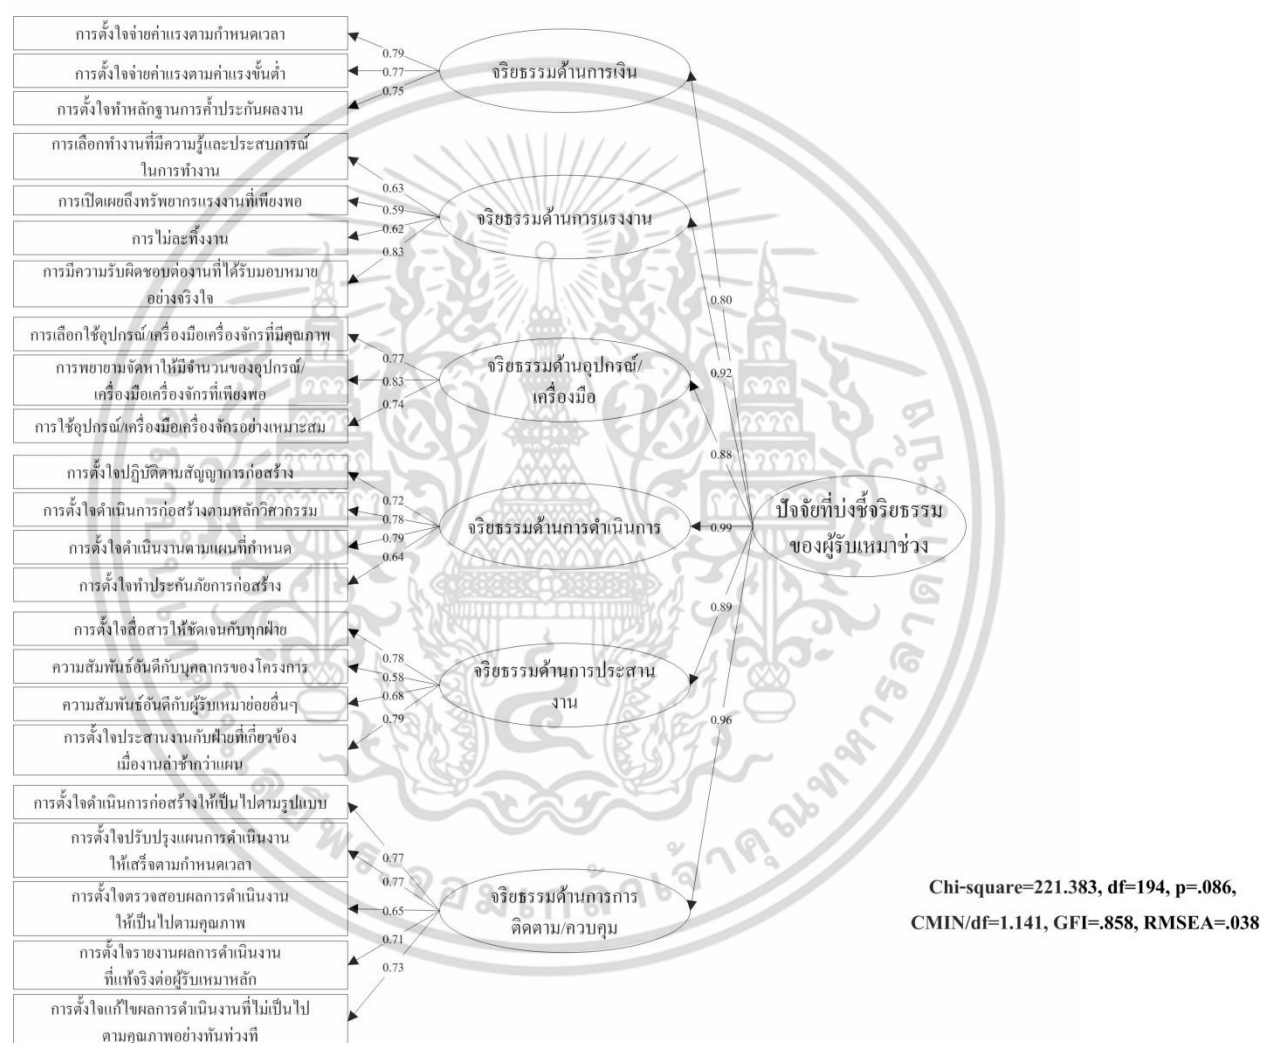 การตั้งใจจ่ายค่าแรงตามกำหนดเวลา
การตั้งใจจ่ายค่าแรงตามค่าแรงขั้นต่ำ
การตั้งใจทำหลักฐานการค้ำประกันผลงาน
0.79
0.77
0.75
จริยธรรมด้านการเงิน
การเลือกทำงานที่มีความรู้และประสบการณ์
ในการทำงาน
การเปิดเผยถึงทรัพยากรแรงงานที่เพียงพอ
การไม่ละทิ้งงาน
การมีความรับผิดชอบต่องานที่ได้รับมอบหมาย
อย่างจริงใจ
0.63
0.59
0.62
0.83
จริยธรรมด้านการแรงงาน
การเลือกใช้อุปกรณ์/เครื่องมือเครื่องจักรที่มีคุณภาพ
การพยายามจัดหาให้มีจำนวนของอุปกรณ์/
เครื่องมือเครื่องจักรที่เพียงพอ
การใช้อุปกรณ์/เครื่องมือเครื่องจักรอย่างเหมาะสม
0.77
0.83
0.74
จริยธรรมด้านอุปกรณ์/
เครื่องมือ
การตั้งใจปฏิบัติตามสัญญาการก่อสร้าง
การตั้งใจดำเนินการก่อสร้างตามหลักวิศวกรรม
การตั้งใจดำเนินงานตามแผนที่กำหนด
การตั้งใจทำประกันภัยการก่อสร้าง
0.72
0.78
0.79
0.64
จริยธรรมด้านการดำเนินการ
การตั้งใจสื่อสารให้ชัดเจนกับทุกฝ่าย
ความสัมพันธ์อันดีกับบุคลากรของโครงการ
ความสัมพันธ์อันดีกับผู้รับเหมาย่อยอื่นๆ
การตั้งใจประสานงานกับฝ่ายที่เกี่ยวข้อง
เมื่องานล่าช้ากว่าแผน
0.78
0.58
0.68
0.79
จริยธรรมด้านการประสาน
งาน
การตั้งใจดำเนินการก่อสร้างให้เป็นไปตามรูปแบบ
การตั้งใจปรับปรุงแผนการดำเนินงาน
ให้เสร็จตามกำหนดเวลา
การตั้งใจตรวจสอบผลการดำเนินงาน
ให้เป็นไปตามคุณภาพ
การตั้งใจรายงานผลการดำเนินงาน
ที่แท้จริงต่อผู้รับเหมาหลัก
การตั้งใจแก้ไขผลการดำเนินงานที่ไม่เป็นไป
ตามคุณภาพอย่างทันท่วงที
0.77
0.77
0.65
0.71
0.73
จริยธรรมด้านการการ
ติดตาม/ควบคุม
0.80
0.92
0.88
0.99
0.89
0.96
ปัจจัยที่บ่งชี้จริยธรรม
ของผู้รับเหมาช่วง
Chi-square=221.383, df=194, p=.086,
CMIN/df=1.141, GFI=.858, RMSEA=.038